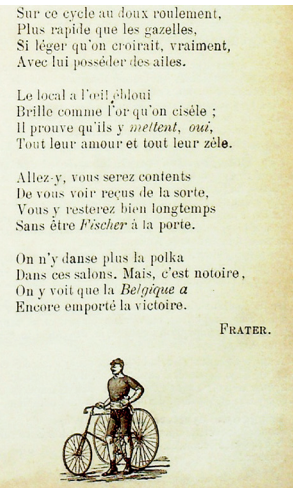 Sur ce cycle au doux roulement,
Plus rapide que les gazelles,
Si léger qu'on croirait, vraiment,
Avec lui posséder des ailes.
Le local a l'œil ébloui
Brille comme l'or qu'on cisèle ;
Il prouve qu'ils y mettent, oui,
Tout leur amour et tout leur zèle.
Allez-y, vous serez contents
De vous voir reçus de la sorte,
Vous y resterez bien longtemps
Sans être Fischer à la porte.
On n'y danse plus la polka
Dans ces salons. Mais, c'est notoire,
On y voit que la Belgique a
Encore emporté la victoire.
FRATER.